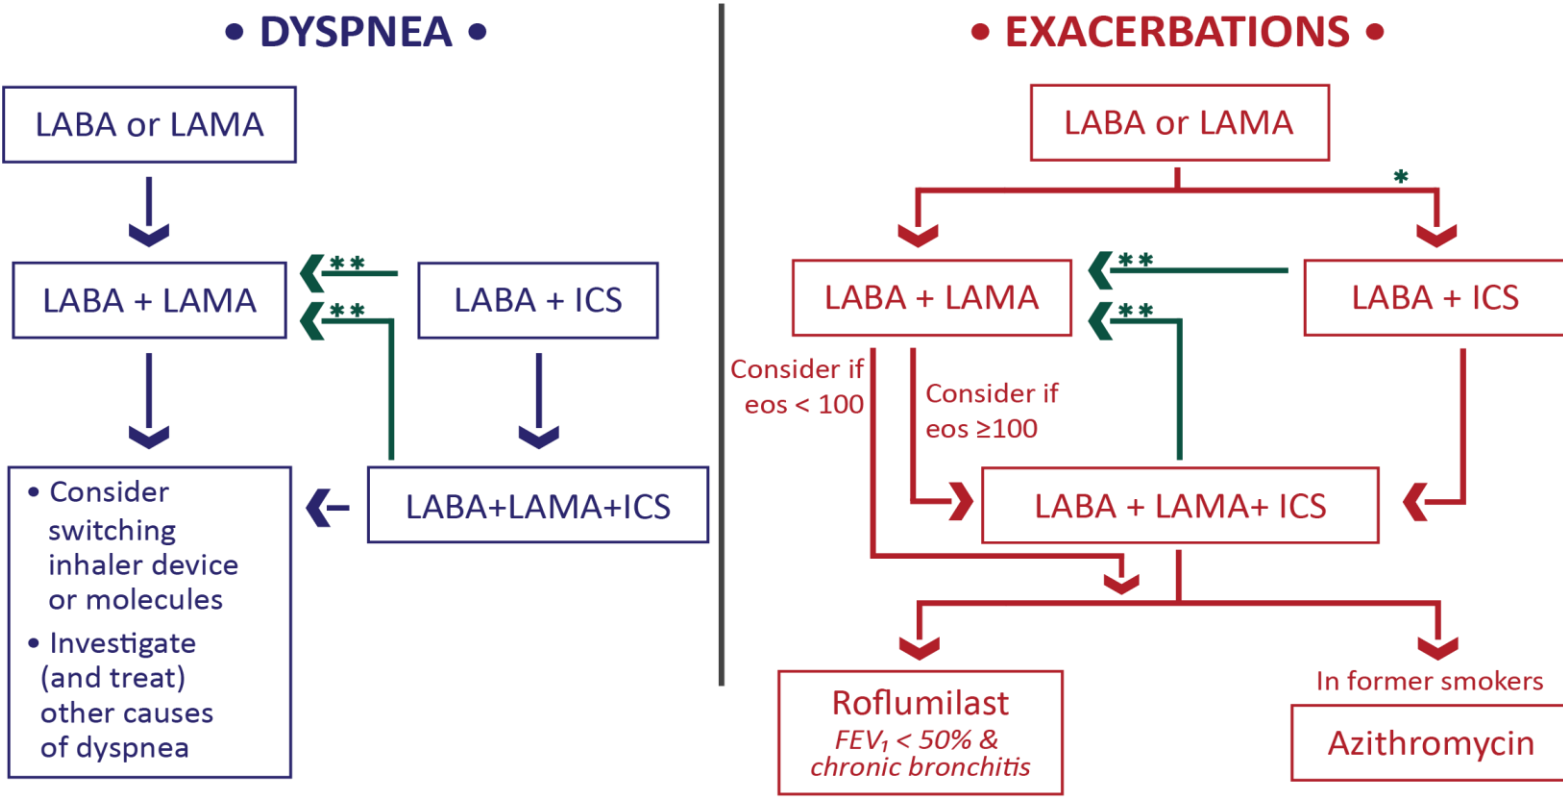 • DYSPNEA •
LABA or LAMA
LABA + LAMA
**
**
LABA + ICS
LABA+LAMA+ICS
• Consider
switching
inhaler device
or molecules
• Investigate
(and treat)
other causes
of dyspnea
• EXACERBATIONS •
LABA or LAMA
*
LABA + LAMA
**
**
LABA + ICS
Consider if
eos < 100
Consider if
eos ≥100
LABA + LAMA+ ICS
Roflumilast
FEV₁ < 50% &
chronic bronchitis
In former smokers
Azithromycin